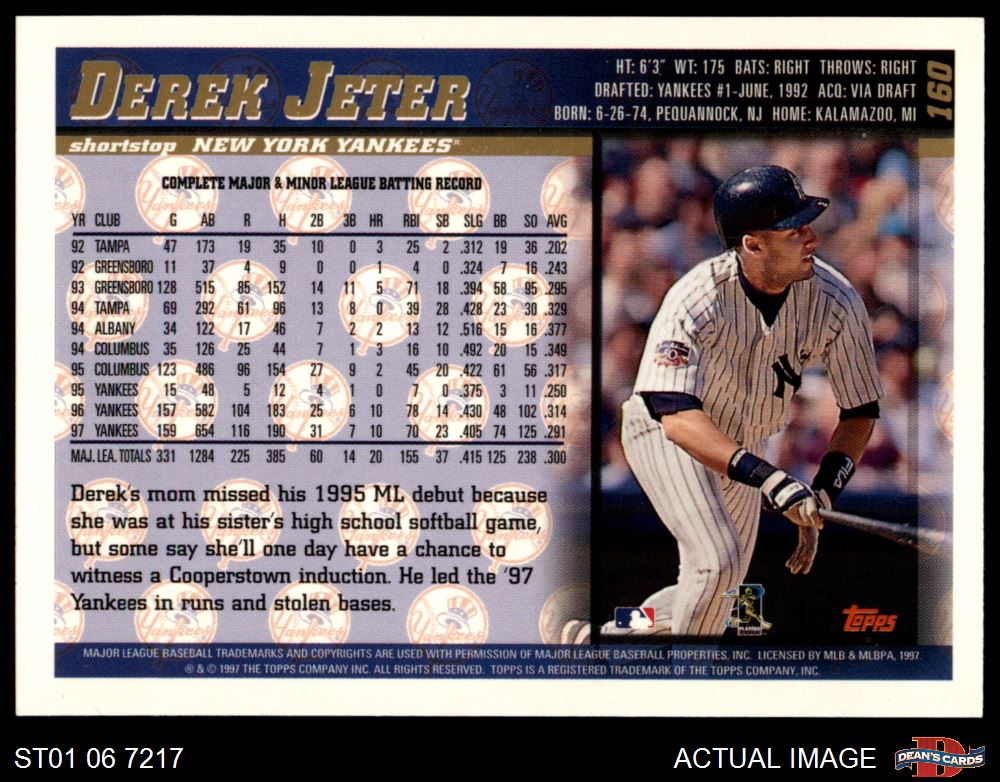 DEREK JETER
HT: 6'3" WT: 175 BATS: RIGHT THROWS: RIGHT
DRAFTED: YANKEES #1-JUNE, 1992 ACQ: VIA DRAFT
BORN: 6-26-74, PEQUANNOCK, NJ HOME: KALAMAZOO, MI
160
shortstop NEW YORK YANKEES®
COMPLETE MAJOR & MINOR LEAGUE BATTING RECORD
YR CLUB G AB R H 2B 3B HR RBI SB SLG BB SO AVG
92 TAMPA 47 173 19 35 10 0 3 25 2 .312 19 36 .202
92 GREENSBORO 11 37 4 9 0 0 1 4 0 .324 7 16 .243
93 GREENSBORO 128 515 85 152 14 11 5 71 18 .394 58 95 .295
94 TAMPA 69 292 61 96 13 8 0 39 28 .428 23 30 .329
94 ALBANY 34 122 17 46 7 2 2 13 12 .516 15 16 .377
94 COLUMBUS 35 126 25 44 7 1 3 16 10 .492 20 15 .349
95 COLUMBUS 123 486 96 154 27 9 2 45 20 .422 61 56 .317
95 YANKEES 15 48 5 12 4 1 0 7 0 .375 3 11 .250
96 YANKEES 157 582 104 183 25 6 10 78 14 .430 48 102 .314
97 YANKEES 159 654 116 190 31 7 10 70 23 .405 74 125 .291
MAJ. LEA. TOTALS 331 1284 225 385 60 14 20 155 37 .415 125 238 .300
Derek's mom missed his 1995 ML debut because
she was at his sister's high school softball game,
but some say she'll one day have a chance to
witness a Cooperstown induction. He led the '97
Yankees in runs and stolen bases.
FILA
PLAYERS
Topps
MAJOR LEAGUE BASEBALL TRADEMARKS AND COPYRIGHTS ARE USED WITH PERMISSION OF MAJOR LEAGUE BASEBALL PROPERTIES, INC. LICENSED BY MLB & MLBPA, 1997.
® & © 1997 THE TOPPS COMPANY INC. ALL RIGHTS RESERVED. TOPPS IS A REGISTERED TRADEMARK OF THE TOPPS COMPANY, INC.
ST01 06 7217
ACTUAL IMAGE
DEAN'S CARDS